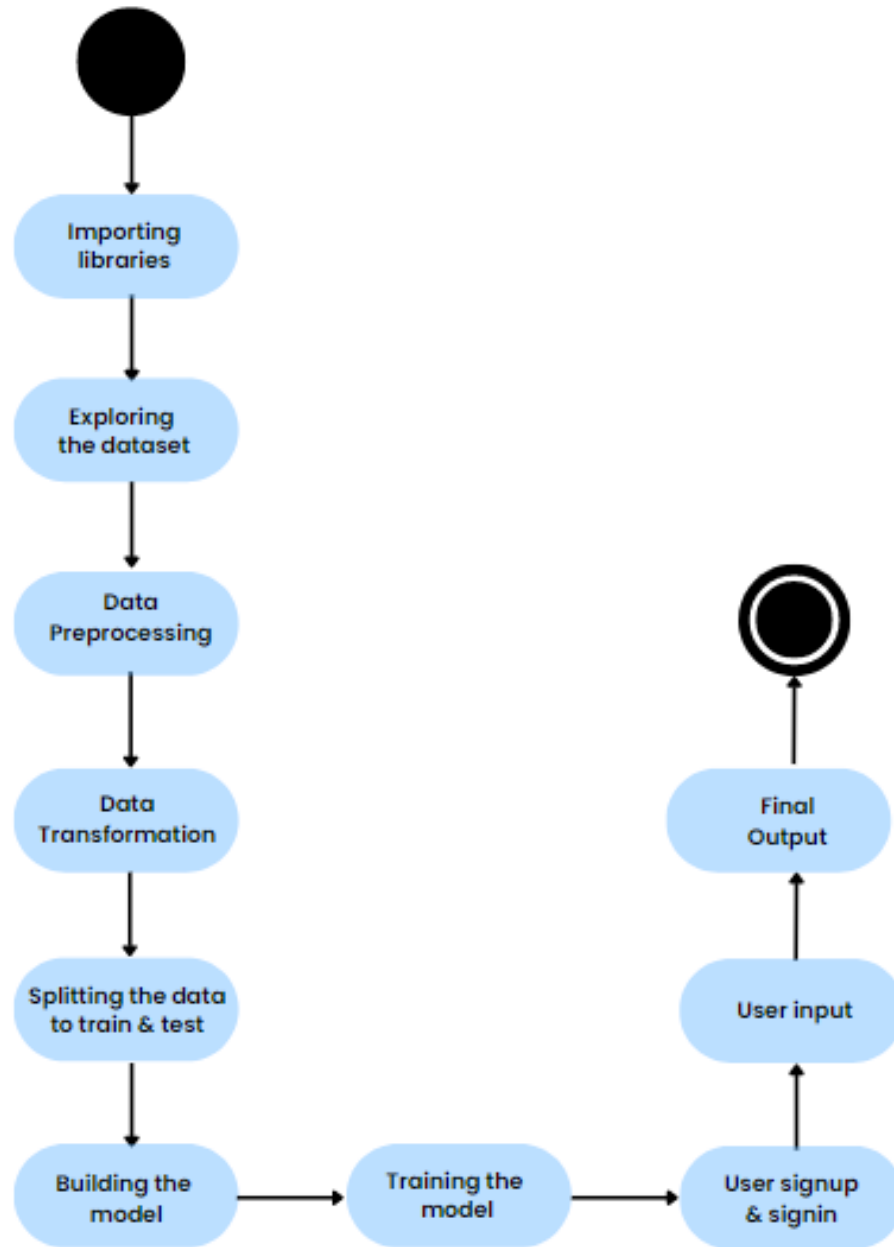 Importing
libraries
Exploring
the dataset
Data
Preprocessing
Data
Transformation
Splitting the data
to train & test
Building the
model
Training the
model
User signup
& signin
User input
Final
Output